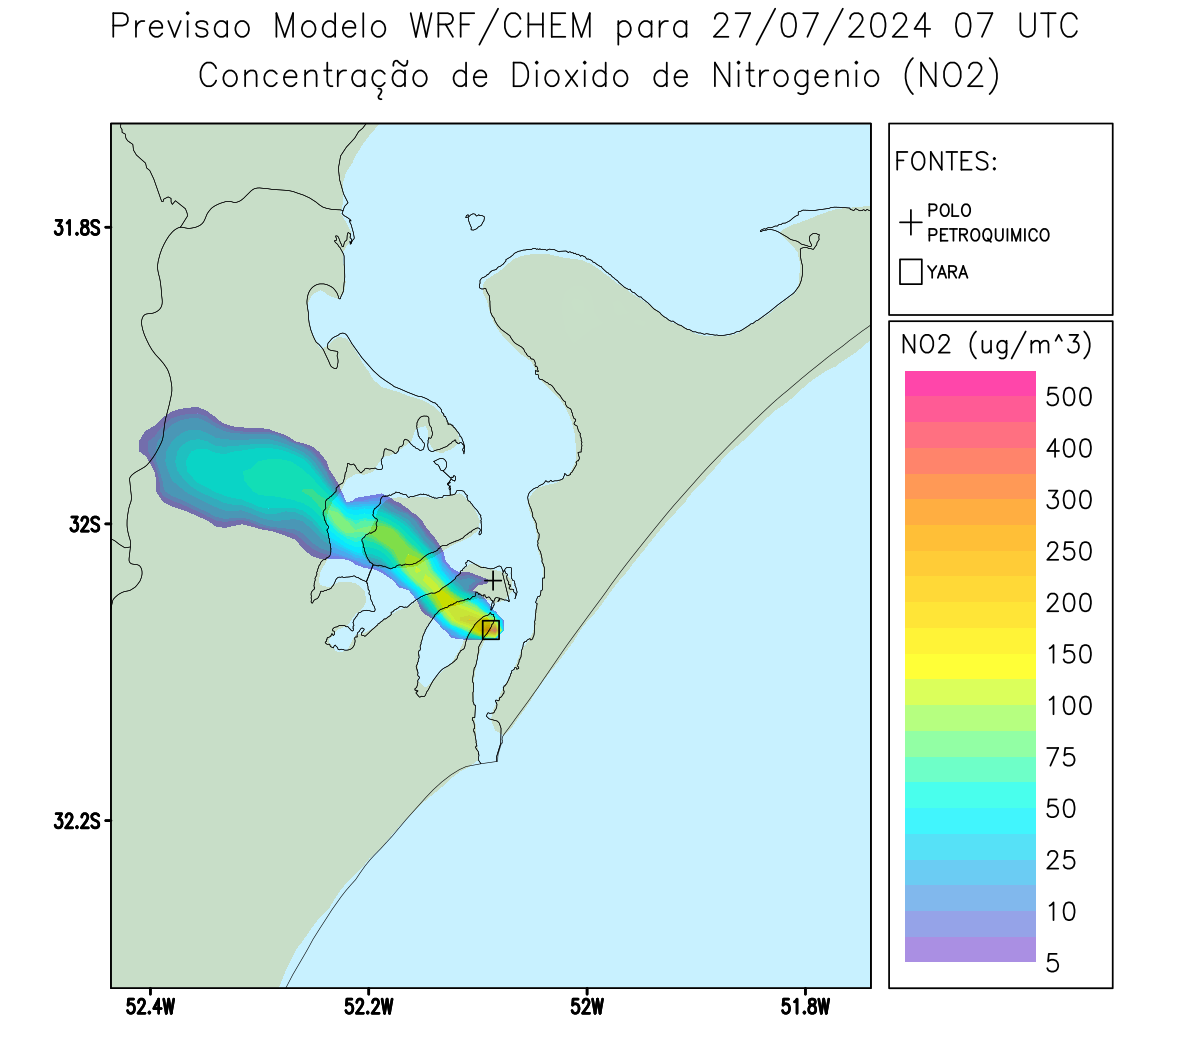 Previsao Modelo WRF/CHEM para 27/07/2024 07 UTC
Concentração de Dioxido de Nitrogenio (NO2)
FONTES:
POLO
PETROQUIMICO
YARA
31.8S
32S
32.2S
52.4W
52.2W
52W
51.8W
NO2 (ug/m^3)
500
400
300
250
200
150
100
75
50
25
10
5